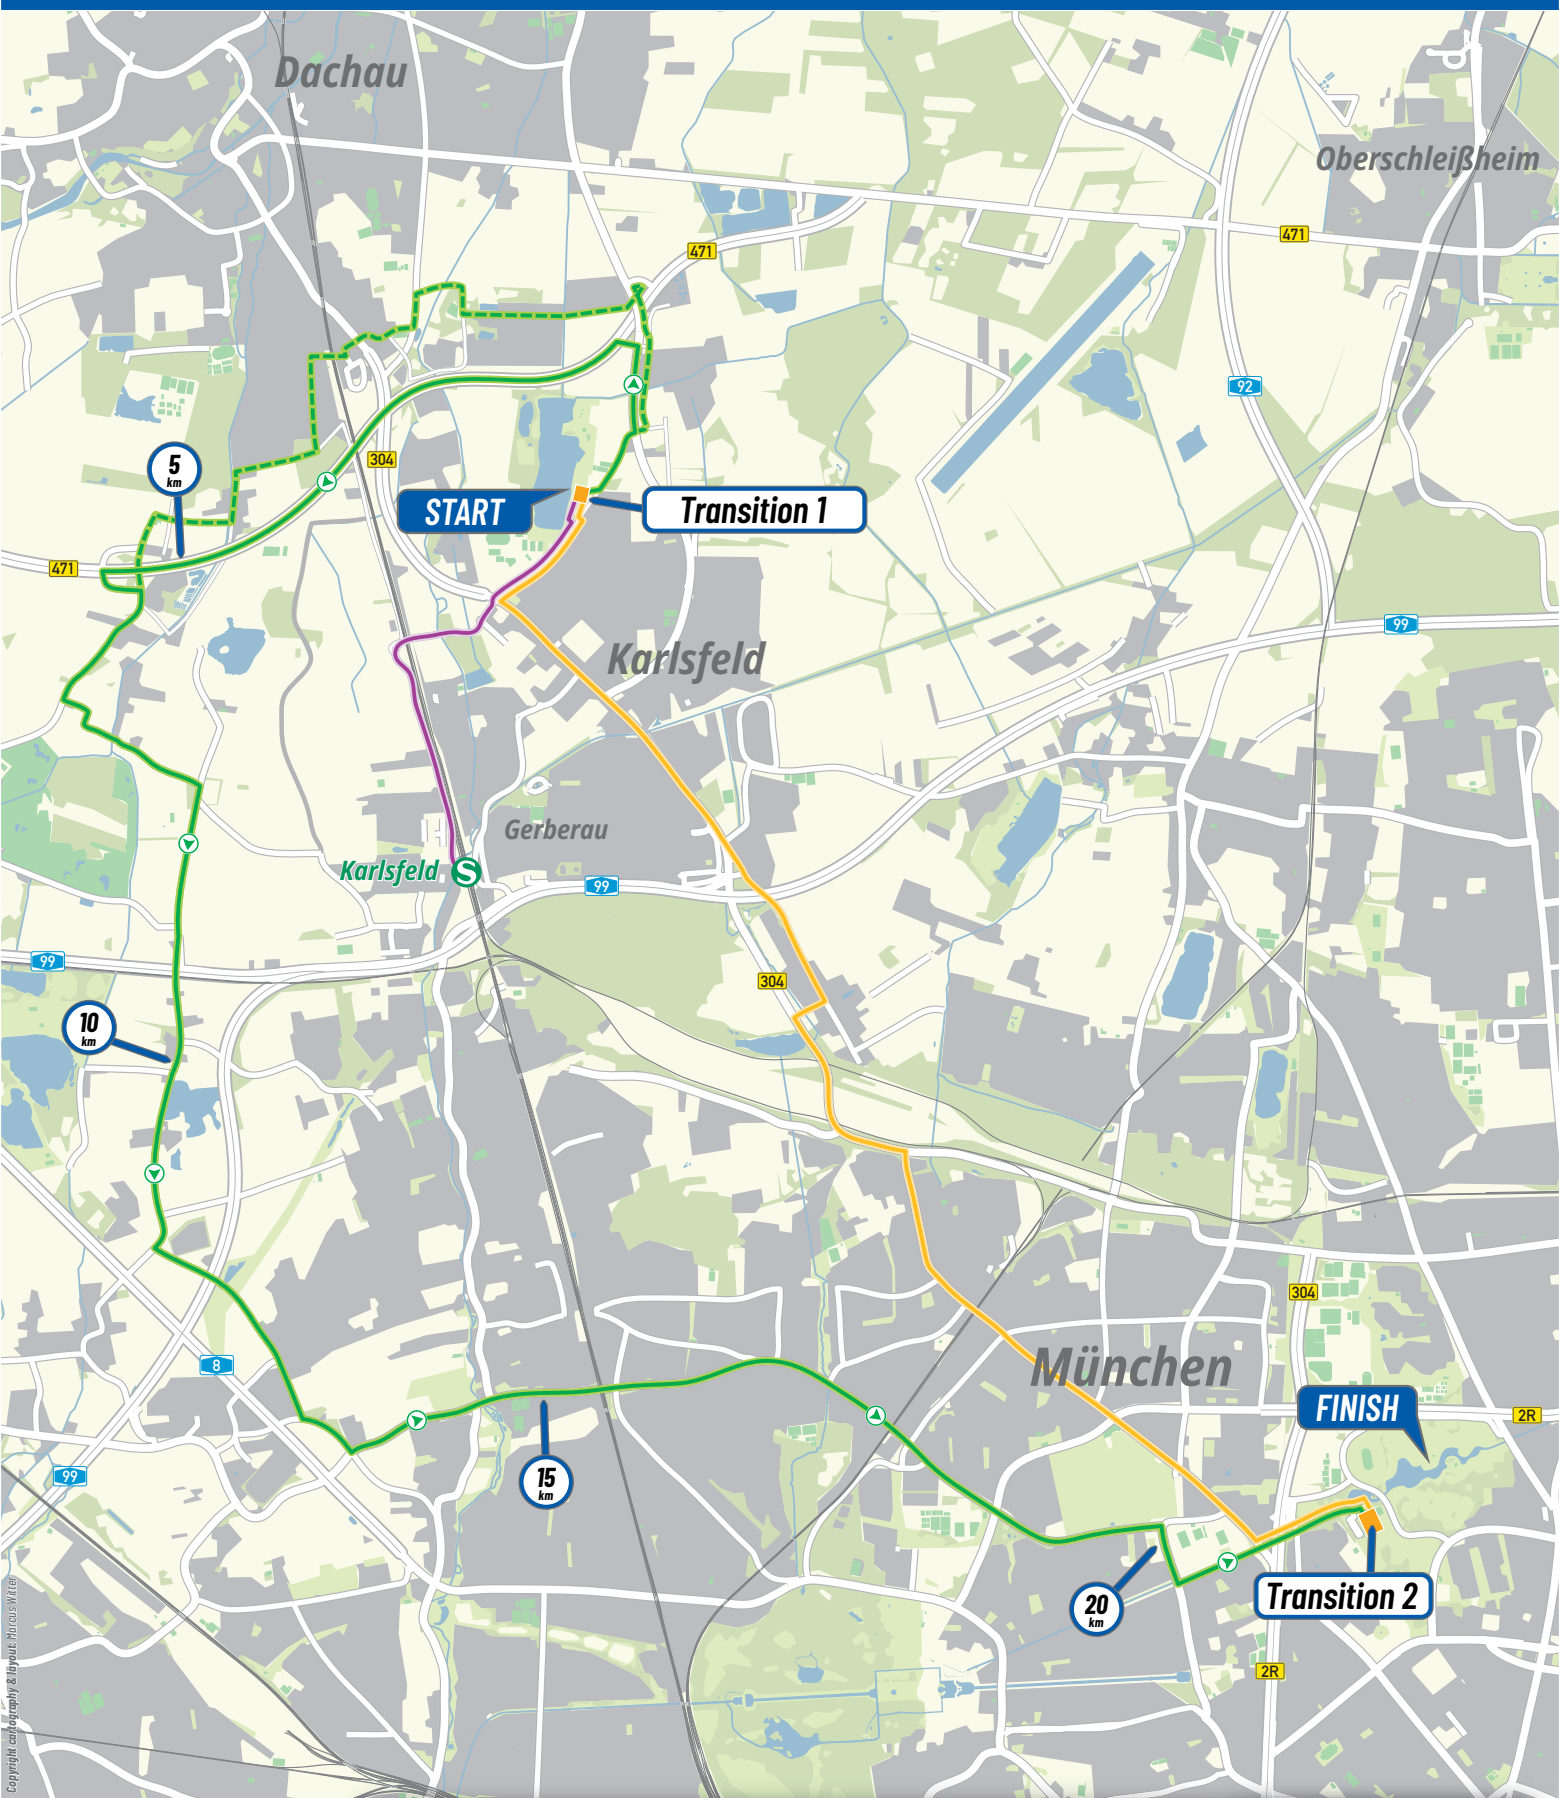 Dachau
Oberschleißheim
471
471
92
304
5
km
START
Transition 1
471
99
Karlsfeld
Gerberau
Karlsfeld
S
99
99
304
10
km
304
8
München
FINISH
2R
99
15
km
20
km
Transition 2
2R
Copyright cartography & layout: Marcus Witter